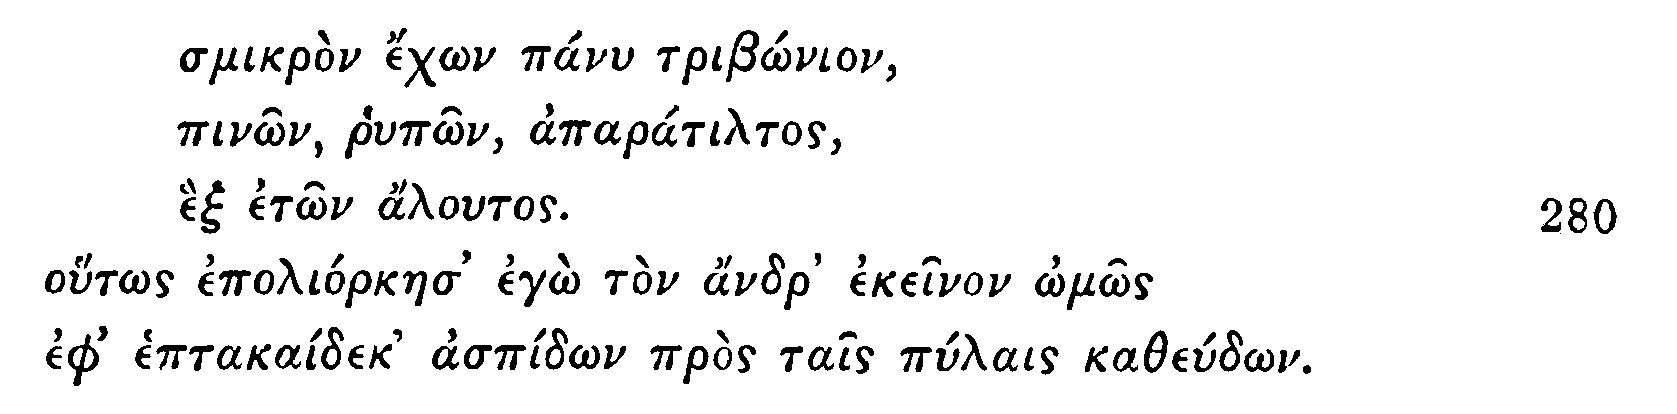 σμικρὸν ἔχων πάνυ τριβώνιον,
πινῶν, ῥυπῶν, ἀπαράτιλτος,
ἓξ ἐτῶν ἄλουτος. 280
οὕτως ἐπολιόρκησ’ ἐγὼ τὸν ἄνδρ’ ἐκεῖνον ὠμῶς
ἐφ’ ἑπτακαίδεκ’ ἀσπίδων πρὸς ταῖς πύλαις καθεύδων.